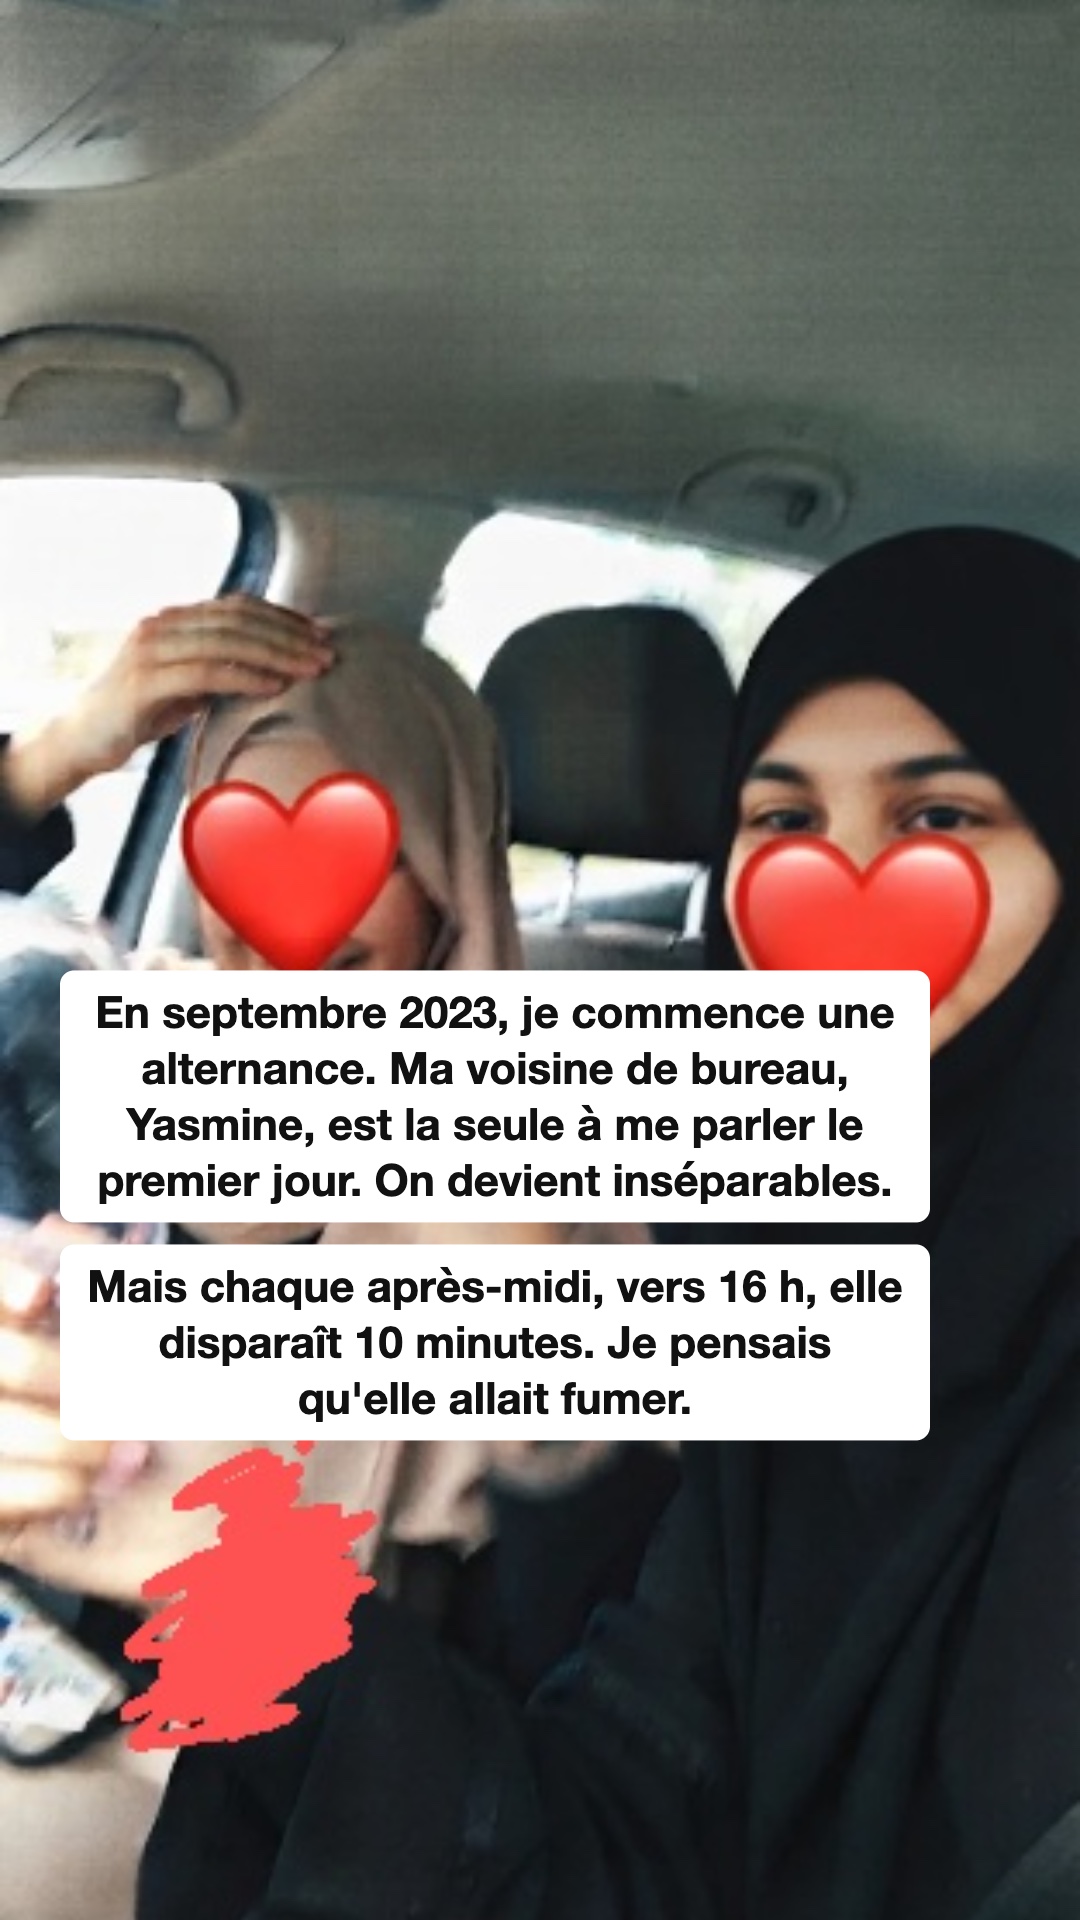 En septembre 2023, je commence une
alternance. Ma voisine de bureau,
Yasmine, est la seule à me parler le
premier jour. On devient inséparables.
Mais chaque après-midi, vers 16 h, elle
disparaît 10 minutes. Je pensais
qu'elle allait fumer.